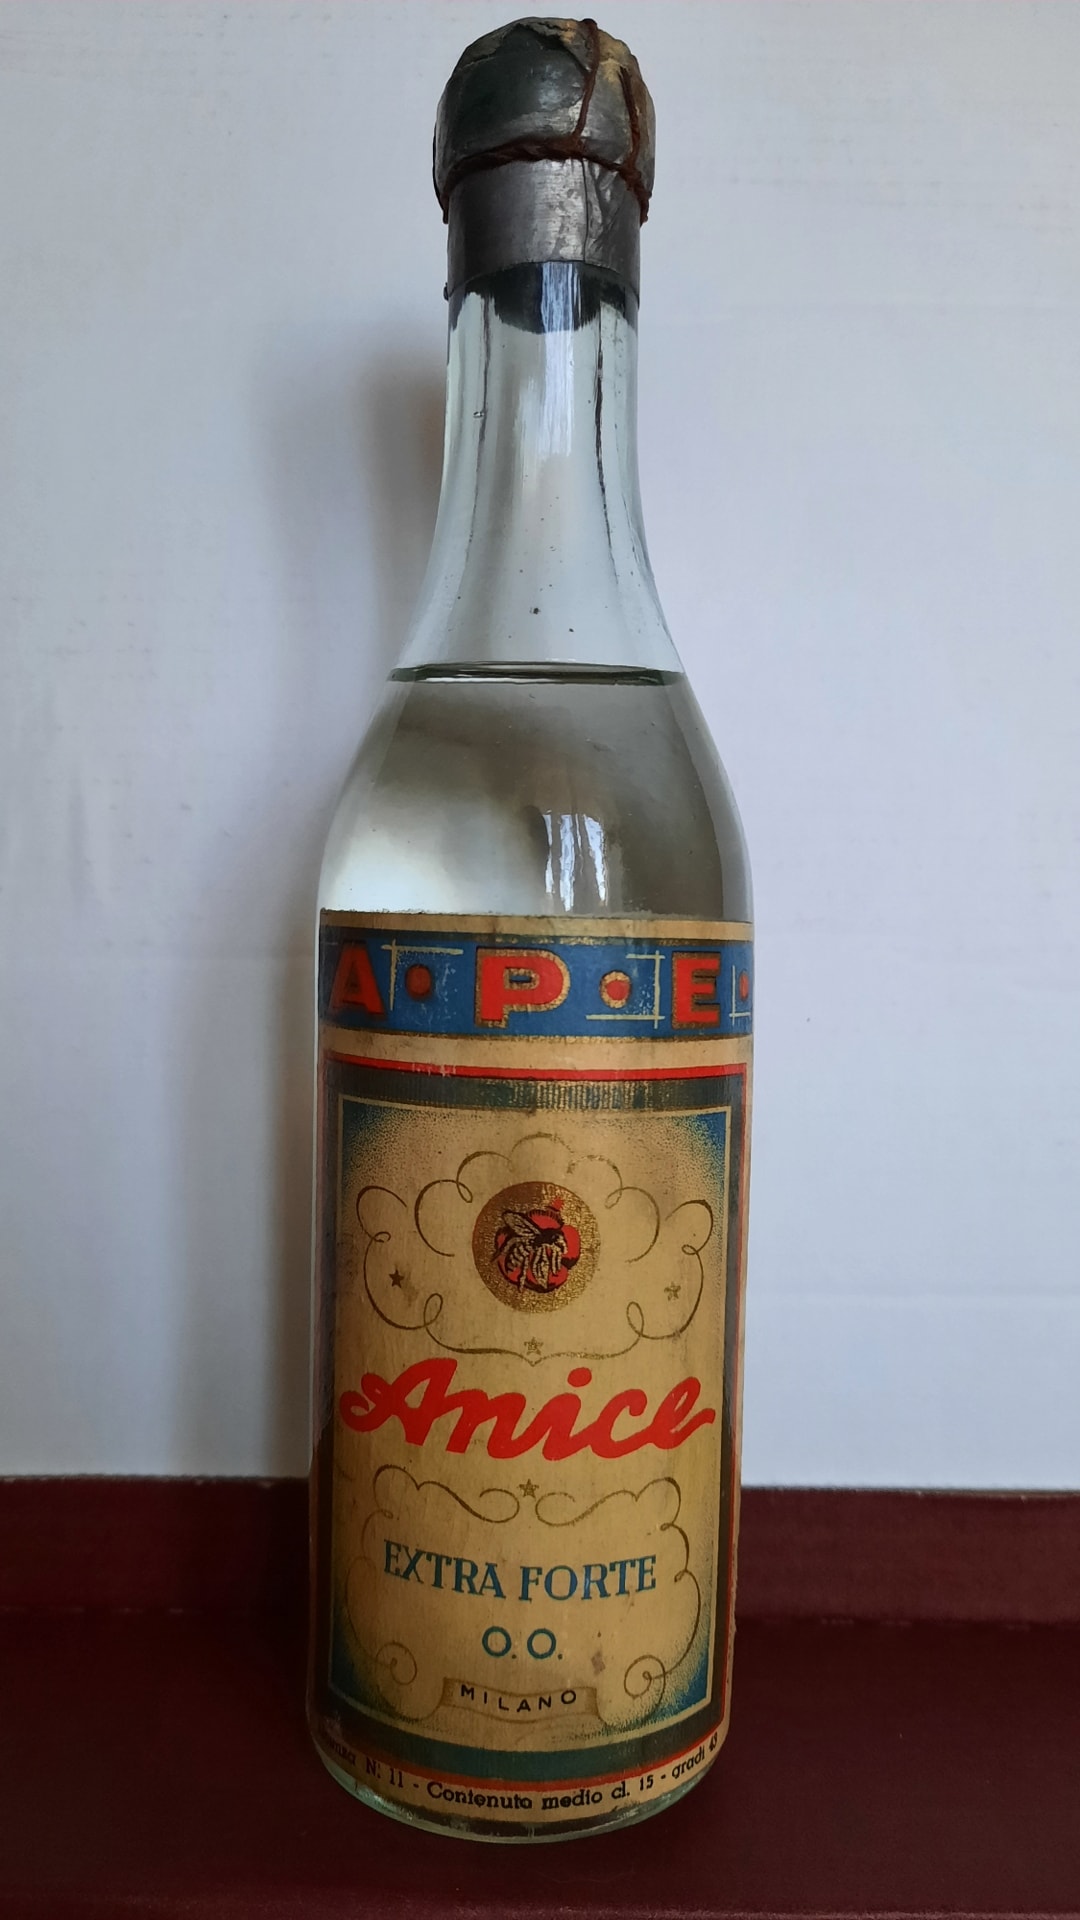 A • P • E •
Anice
EXTRA FORTE
O.O.
MILANO
N. 11 - Contenuto medio cl. 15 - gradi